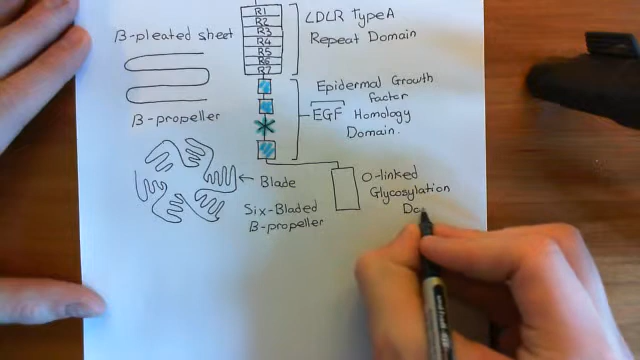 R1
R2
R3
R4
R5
R6
R7
LDLR Type A
Repeat Domain
B-pleated sheet
B-propeller
Epidermal Growth
factor
EGF Homology
Domain.
Blade
Six-Bladed
B-propeller
O-linked
Glycosylation
Do